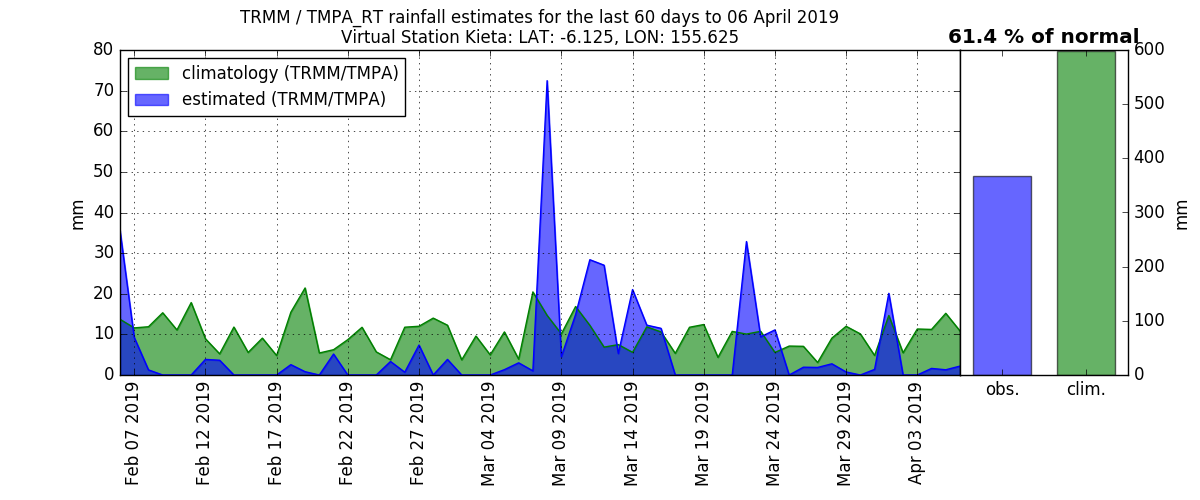 TRMM / TMPA_RT rainfall estimates for the last 60 days to 06 April 2019
Virtual Station Kieta: LAT: -6.125, LON: 155.625
61.4 % of normal
climatology (TRMM/TMPA)
estimated (TRMM/TMPA)
80
70
60
50
40
30
20
10
0
mm
Feb 07 2019
Feb 12 2019
Feb 17 2019
Feb 22 2019
Feb 27 2019
Mar 04 2019
Mar 09 2019
Mar 14 2019
Mar 19 2019
Mar 24 2019
Mar 29 2019
Apr 03 2019
obs.
clim.
600
500
400
300
200
100
0
mm